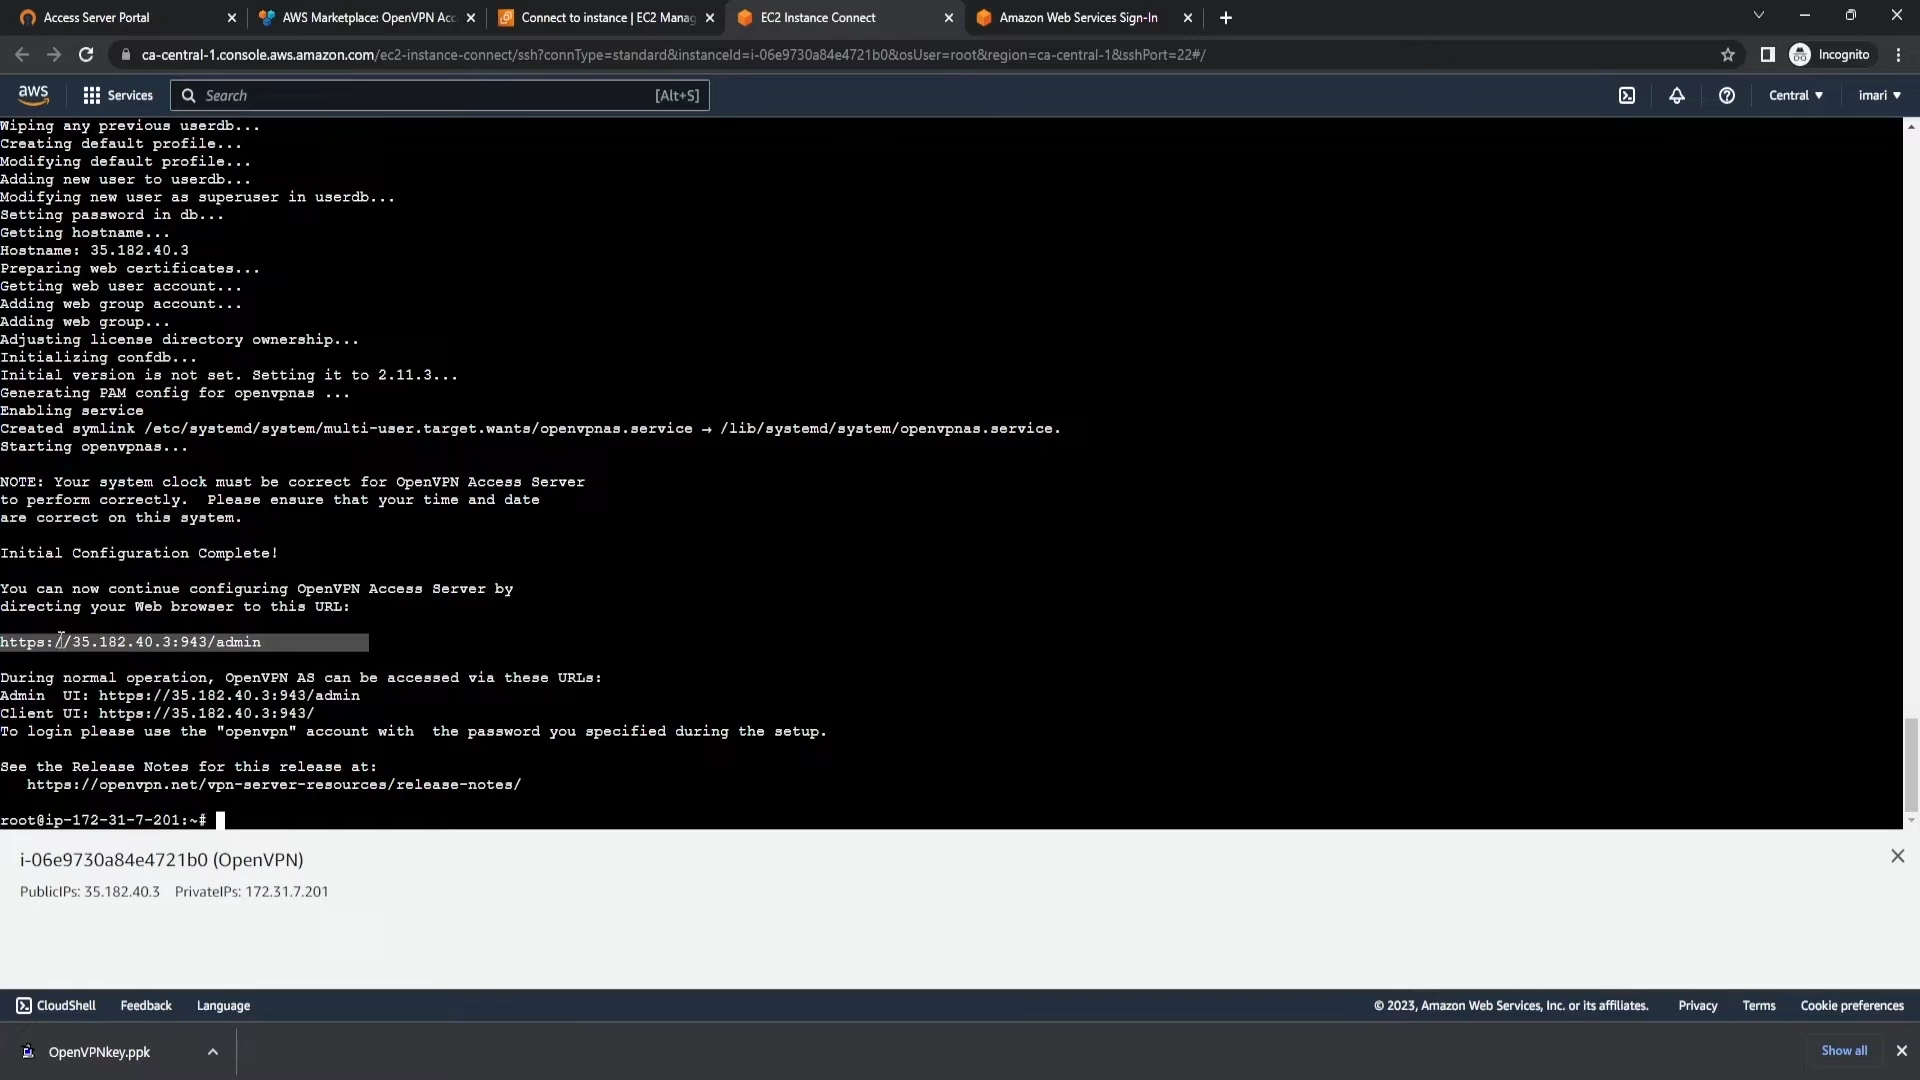 Access Server Portal
AWS Marketplace: OpenVPN Acc
Connect to instance | EC2 Manag
EC2 Instance Connect
Amazon Web Services Sign-In
ca-central-1.console.aws.amazon.com/ec2-instance-connect/ssh?connType=standard&instanceId=i-06e9730a84e4721b0&osUser=root&region=ca-central-1&sshPort=22#/
Incognito
aws
Services
Search
[Alt+S]
Central
imari
Wiping any previous userdb...
Creating default profile...
Modifying default profile...
Adding new user to userdb...
Modifying new user as superuser in userdb...
Setting password in db...
Getting hostname...
Hostname: 35.182.40.3
Preparing web certificates...
Getting web user account...
Adding web group account...
Adding web group...
Adjusting license directory ownership...
Initializing confdb...
Initial version is not set. Setting it to 2.11.3...
Generating PAM config for openvpnas ...
Enabling service
Created symlink /etc/systemd/system/multi-user.target.wants/openvpnas.service → /lib/systemd/system/openvpnas.service.
Starting openvpnas...
NOTE: Your system clock must be correct for OpenVPN Access Server
to perform correctly.  Please ensure that your time and date
are correct on this system.
Initial Configuration Complete!
You can now continue configuring OpenVPN Access Server by
directing your Web browser to this URL:
https://35.182.40.3:943/admin
During normal operation, OpenVPN AS can be accessed via these URLs:
Admin  UI: https://35.182.40.3:943/admin
Client UI: https://35.182.40.3:943/
To login please use the "openvpn" account with  the password you specified during the setup.
See the Release Notes for this release at:
https://openvpn.net/vpn-server-resources/release-notes/
root@ip-172-31-7-201:~#
i-06e9730a84e4721b0 (OpenVPN)
PublicIPs: 35.182.40.3 PrivateIPs: 172.31.7.201
CloudShell
Feedback
Language
© 2023, Amazon Web Services, Inc. or its affiliates.
Privacy
Terms
Cookie preferences
OpenVPNkey.ppk
Show all